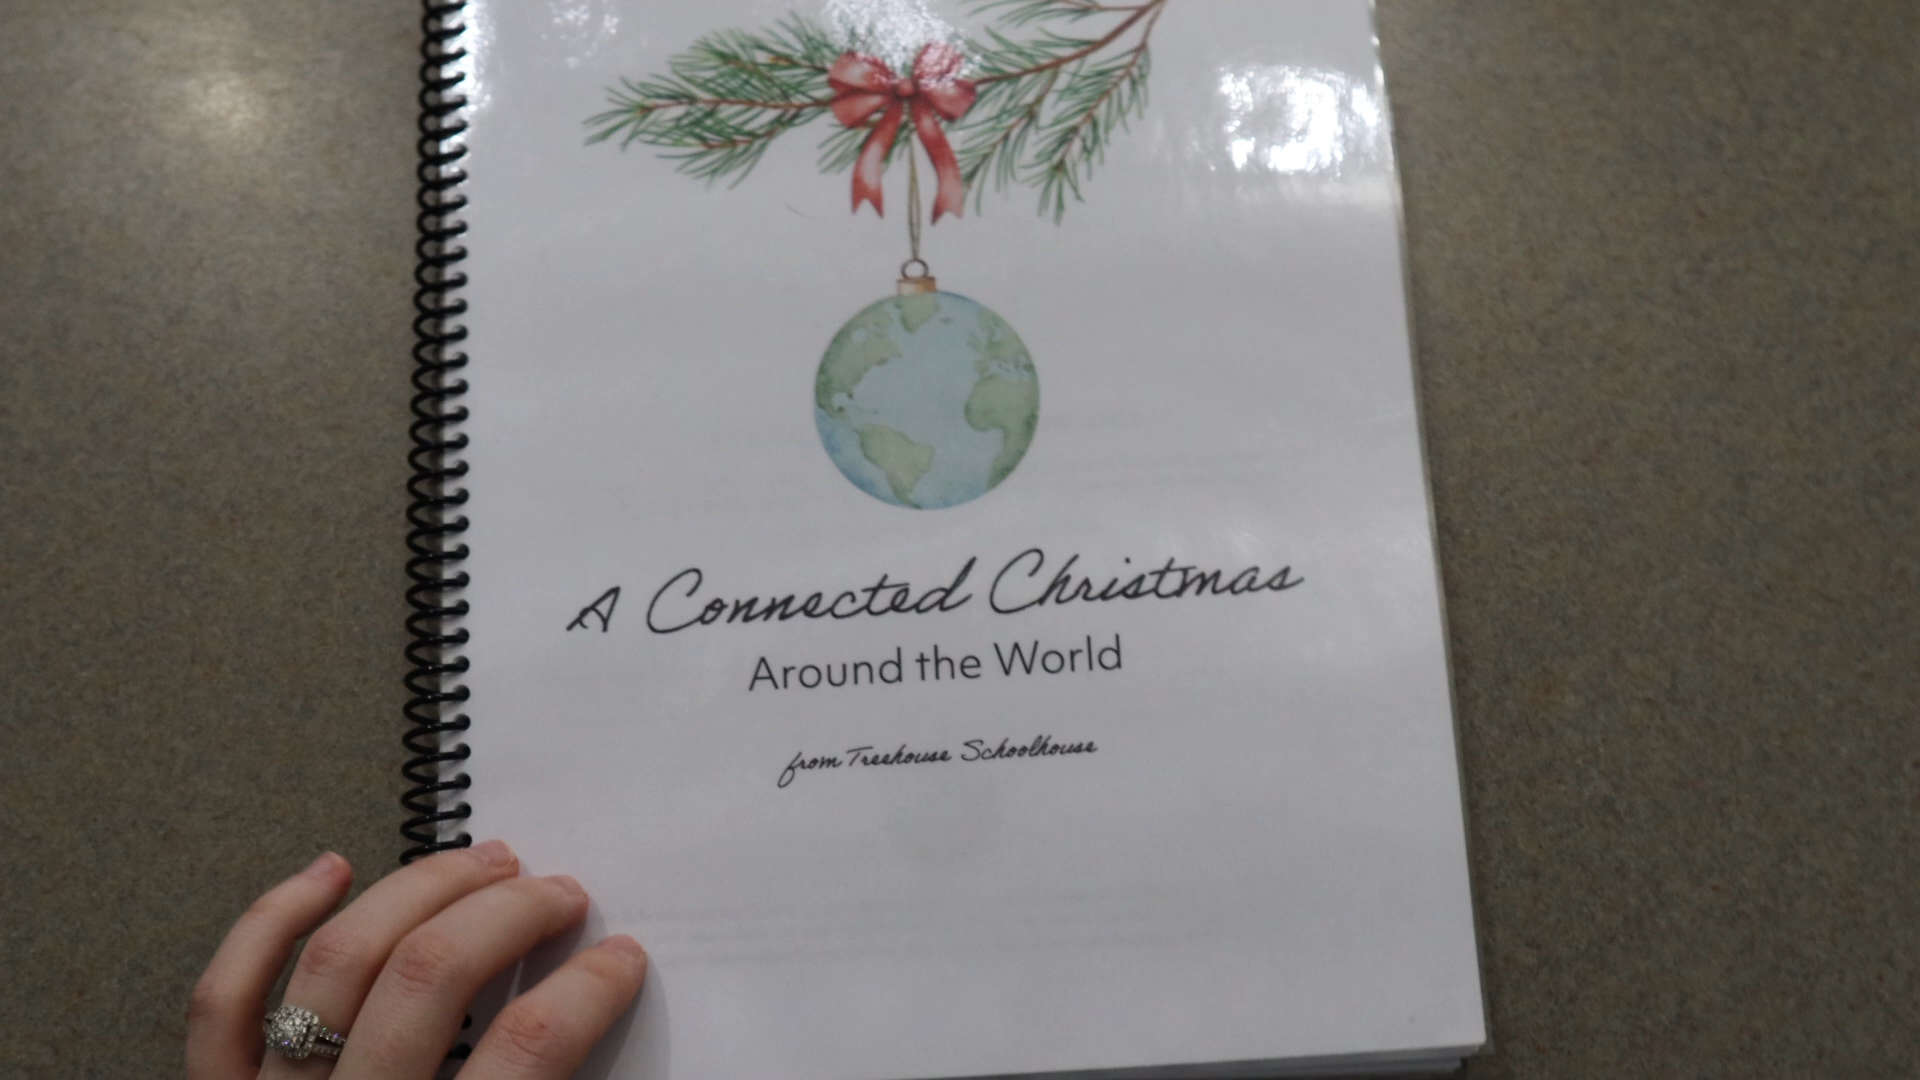 A Connected Christmas
Around the World
from Treehouse Schoolhouse